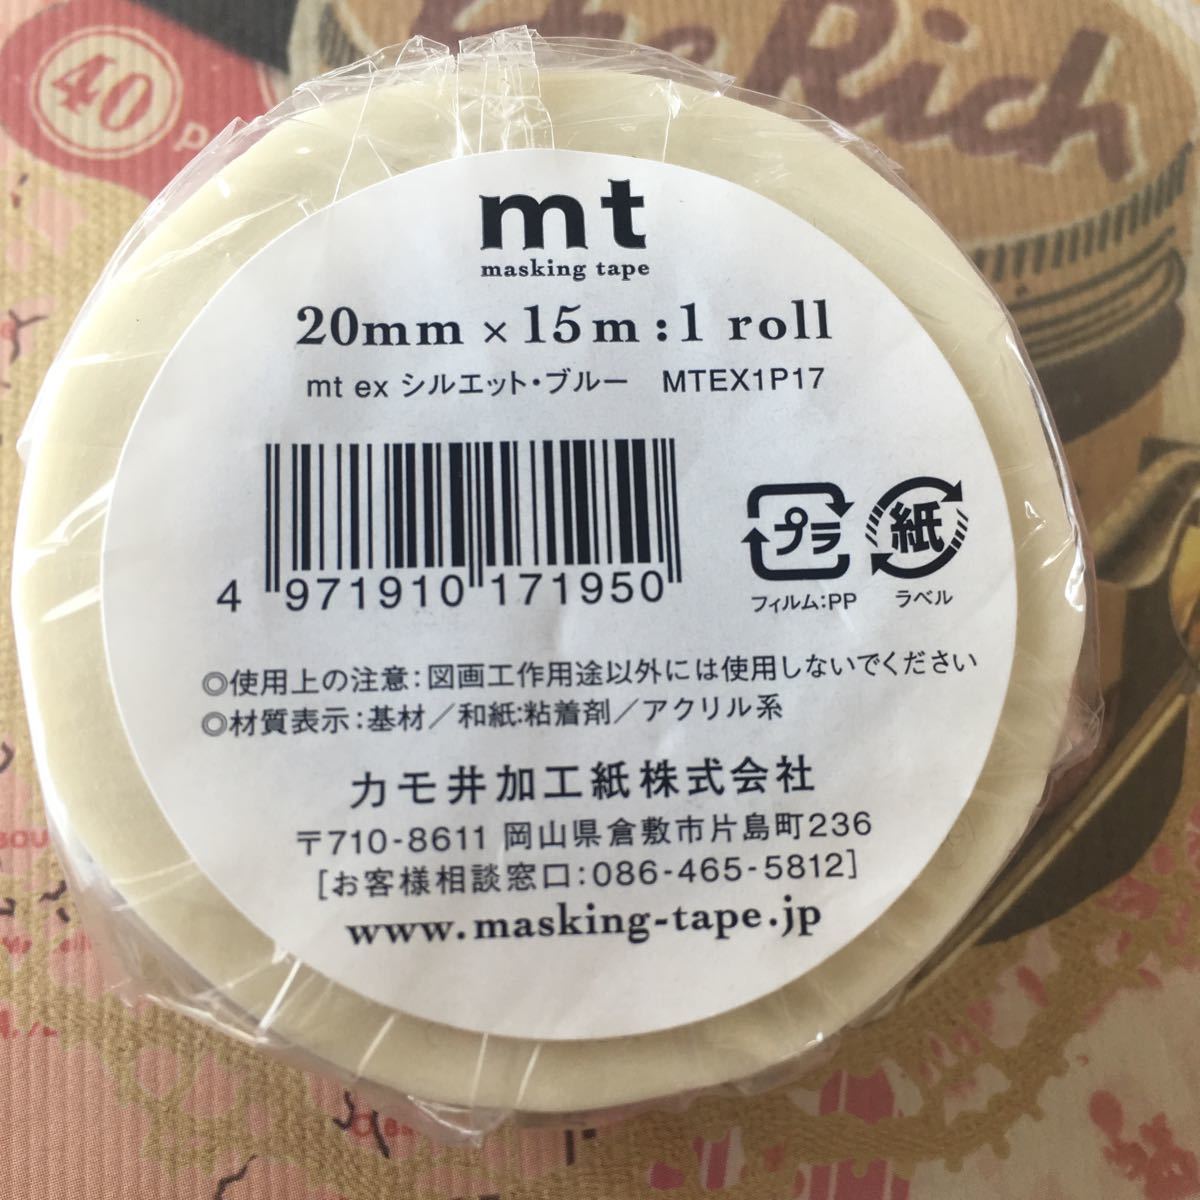 40
The Rich
mt
masking tape
20mm × 15m : 1 roll
mt ex シルエット・ブルー MTEX1P17
4 971910 171950
プラ
紙
フィルム:PP
ラベル
◎使用上の注意:図画工作用途以外には使用しないでください
◎材質表示:基材／和紙:粘着剤／アクリル系
カモ井加工紙株式会社
〒710-8611 岡山県倉敷市片島町236
[お客様相談窓口:086-465-5812]
www.masking-tape.jp